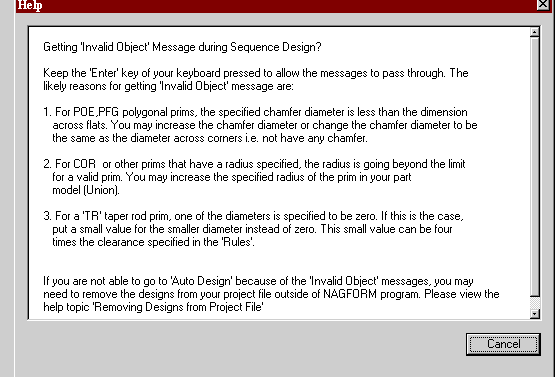 Help
Getting 'Invalid Object' Message during Sequence Design?
Keep the 'Enter' key of your keyboard pressed to allow the messages to pass through. The
likely reasons for getting 'Invalid Object' message are:
1. For POE,PFG polygonal prims, the specified chamfer diameter is less than the dimension
across flats. You may increase the chamfer diameter or change the chamfer diameter to be
the same as the diameter across corners i.e. not have any chamfer.
2. For COR or other prims that have a radius specified, the radius is going beyond the limit
for a valid prim. You may increase the specified radius of the prim in your part
model (Union).
3. For a 'TR' taper rod prim, one of the diameters is specified to be zero. If this is the case,
put a small value for the smaller diameter instead of zero. This small value can be four
times the clearance specified in the 'Rules'.
If you are not able to go to 'Auto Design' because of the 'Invalid Object' messages, you may
need to remove the designs from your project file outside of NAGFORM program. Please view the
help topic 'Removing Designs from Project File'
Cancel